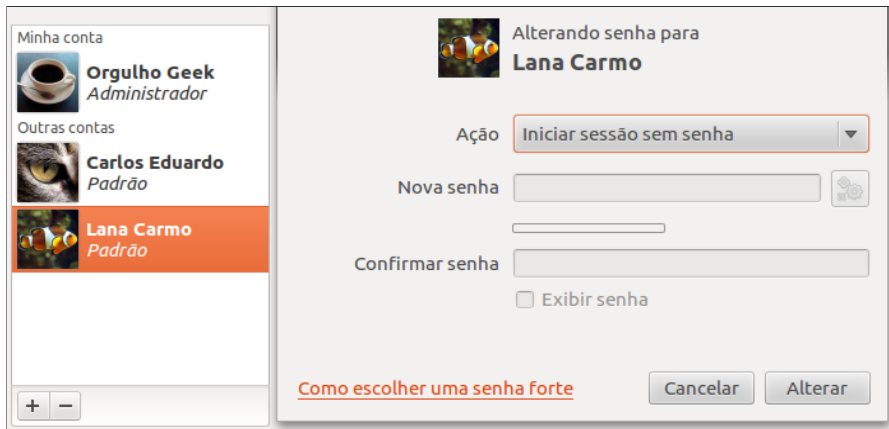 Minha conta
Orgulho Geek
Administrador
Outras contas
Carlos Eduardo
Padrão
Lana Carmo
Padrão
+ −
Alterando senha para
Lana Carmo
Ação Iniciar sessão sem senha
Nova senha
Confirmar senha
Exibir senha
Como escolher uma senha forte Cancelar Alterar